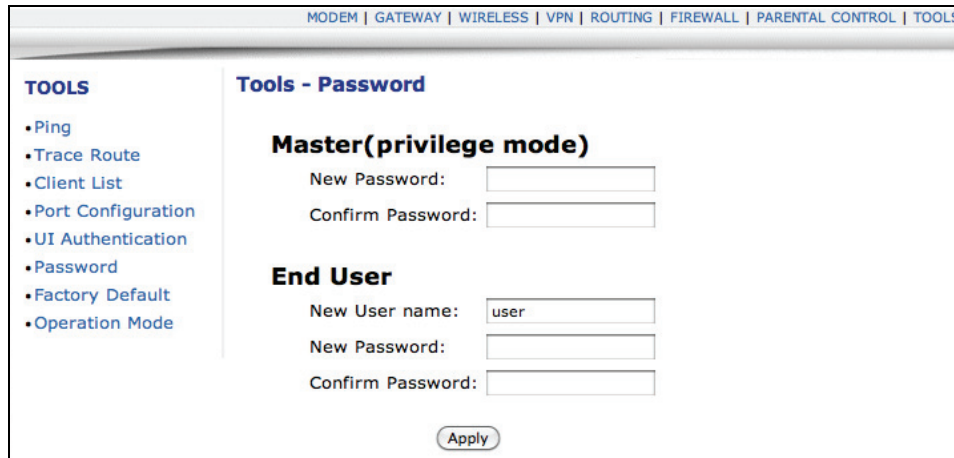 MODEM | GATEWAY | WIRELESS | VPN | ROUTING | FIREWALL | PARENTAL CONTROL | TOOLS
TOOLS
• Ping
• Trace Route
• Client List
• Port Configuration
• UI Authentication
• Password
• Factory Default
• Operation Mode
Tools - Password
Master(privilege mode)
New Password:
Confirm Password:
End User
New User name: user
New Password:
Confirm Password:
Apply